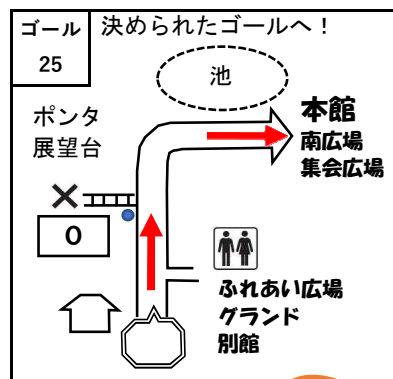 ゴール
25
決められたゴールへ！
池
ポンタ
展望台
本館
南広場
集会広場
0
ふれあい広場
グランド
別館